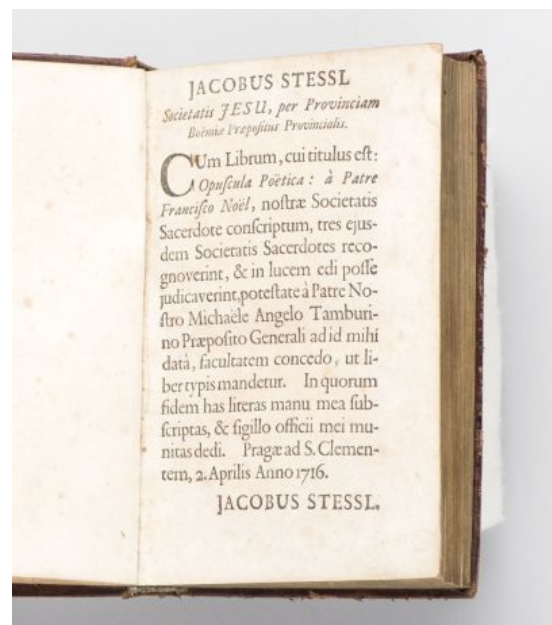 JACOBUS STESSL
Societatis JESU, per Provinciam
Boëmiæ Præpositus Provincialis.
CUm Librum, cui titulus eſt:
Opuſcula Poëtica: à Patre
Franciſco Noël, noſtræ Societatis
Sacerdote conſcriptum, tres ejus-
dem Societatis Sacerdotes reco-
gnoverint, & in lucem edi poſſe
judicaverint, poteſtate à Patre No-
ſtro Michaële Angelo Tamburi-
no Præpoſito Generali ad id mihi
datâ, facultatem concedo, ut li-
ber typis mandetur. In quorum
fidem has literas manu mea ſub-
ſcriptas, & ſigillo officii mei mu-
nitas dedi. Pragæ ad S. Clemen-
tem, 2. Aprilis Anno 1716.
JACOBUS STESSL.